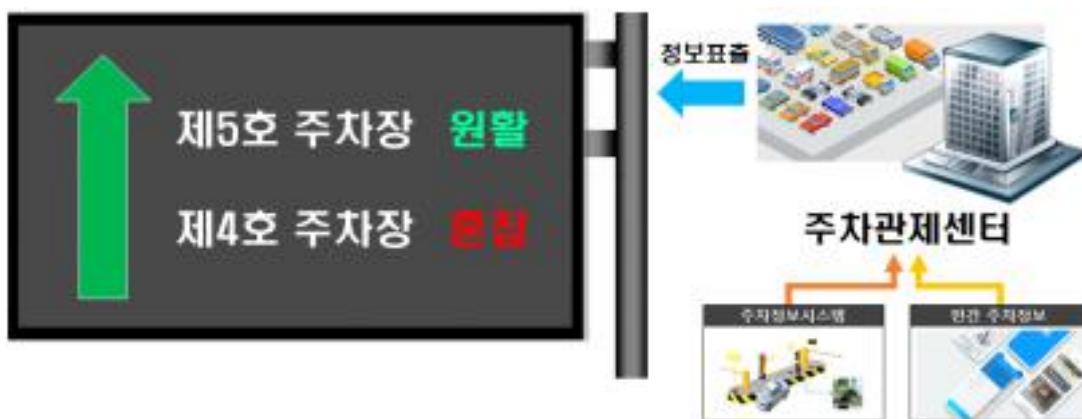 제5호 주차장 원활
제4호 주차장 혼잡
정보표출
주차관제센터
주차정보시스템
민간 주차정보